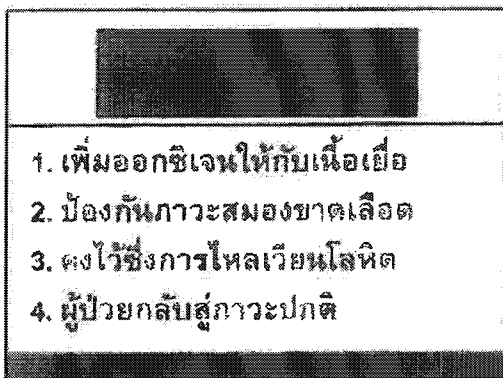 1. เพิ่มออกซิเจนให้กับเนื้อเยื่อ
2. ป้องกันภาวะสมองขาดเลือด
3. คงไว้ซึ่งการไหลเวียนโลหิต
4. ผู้ป่วยกลับสู่ภาวะปกติ